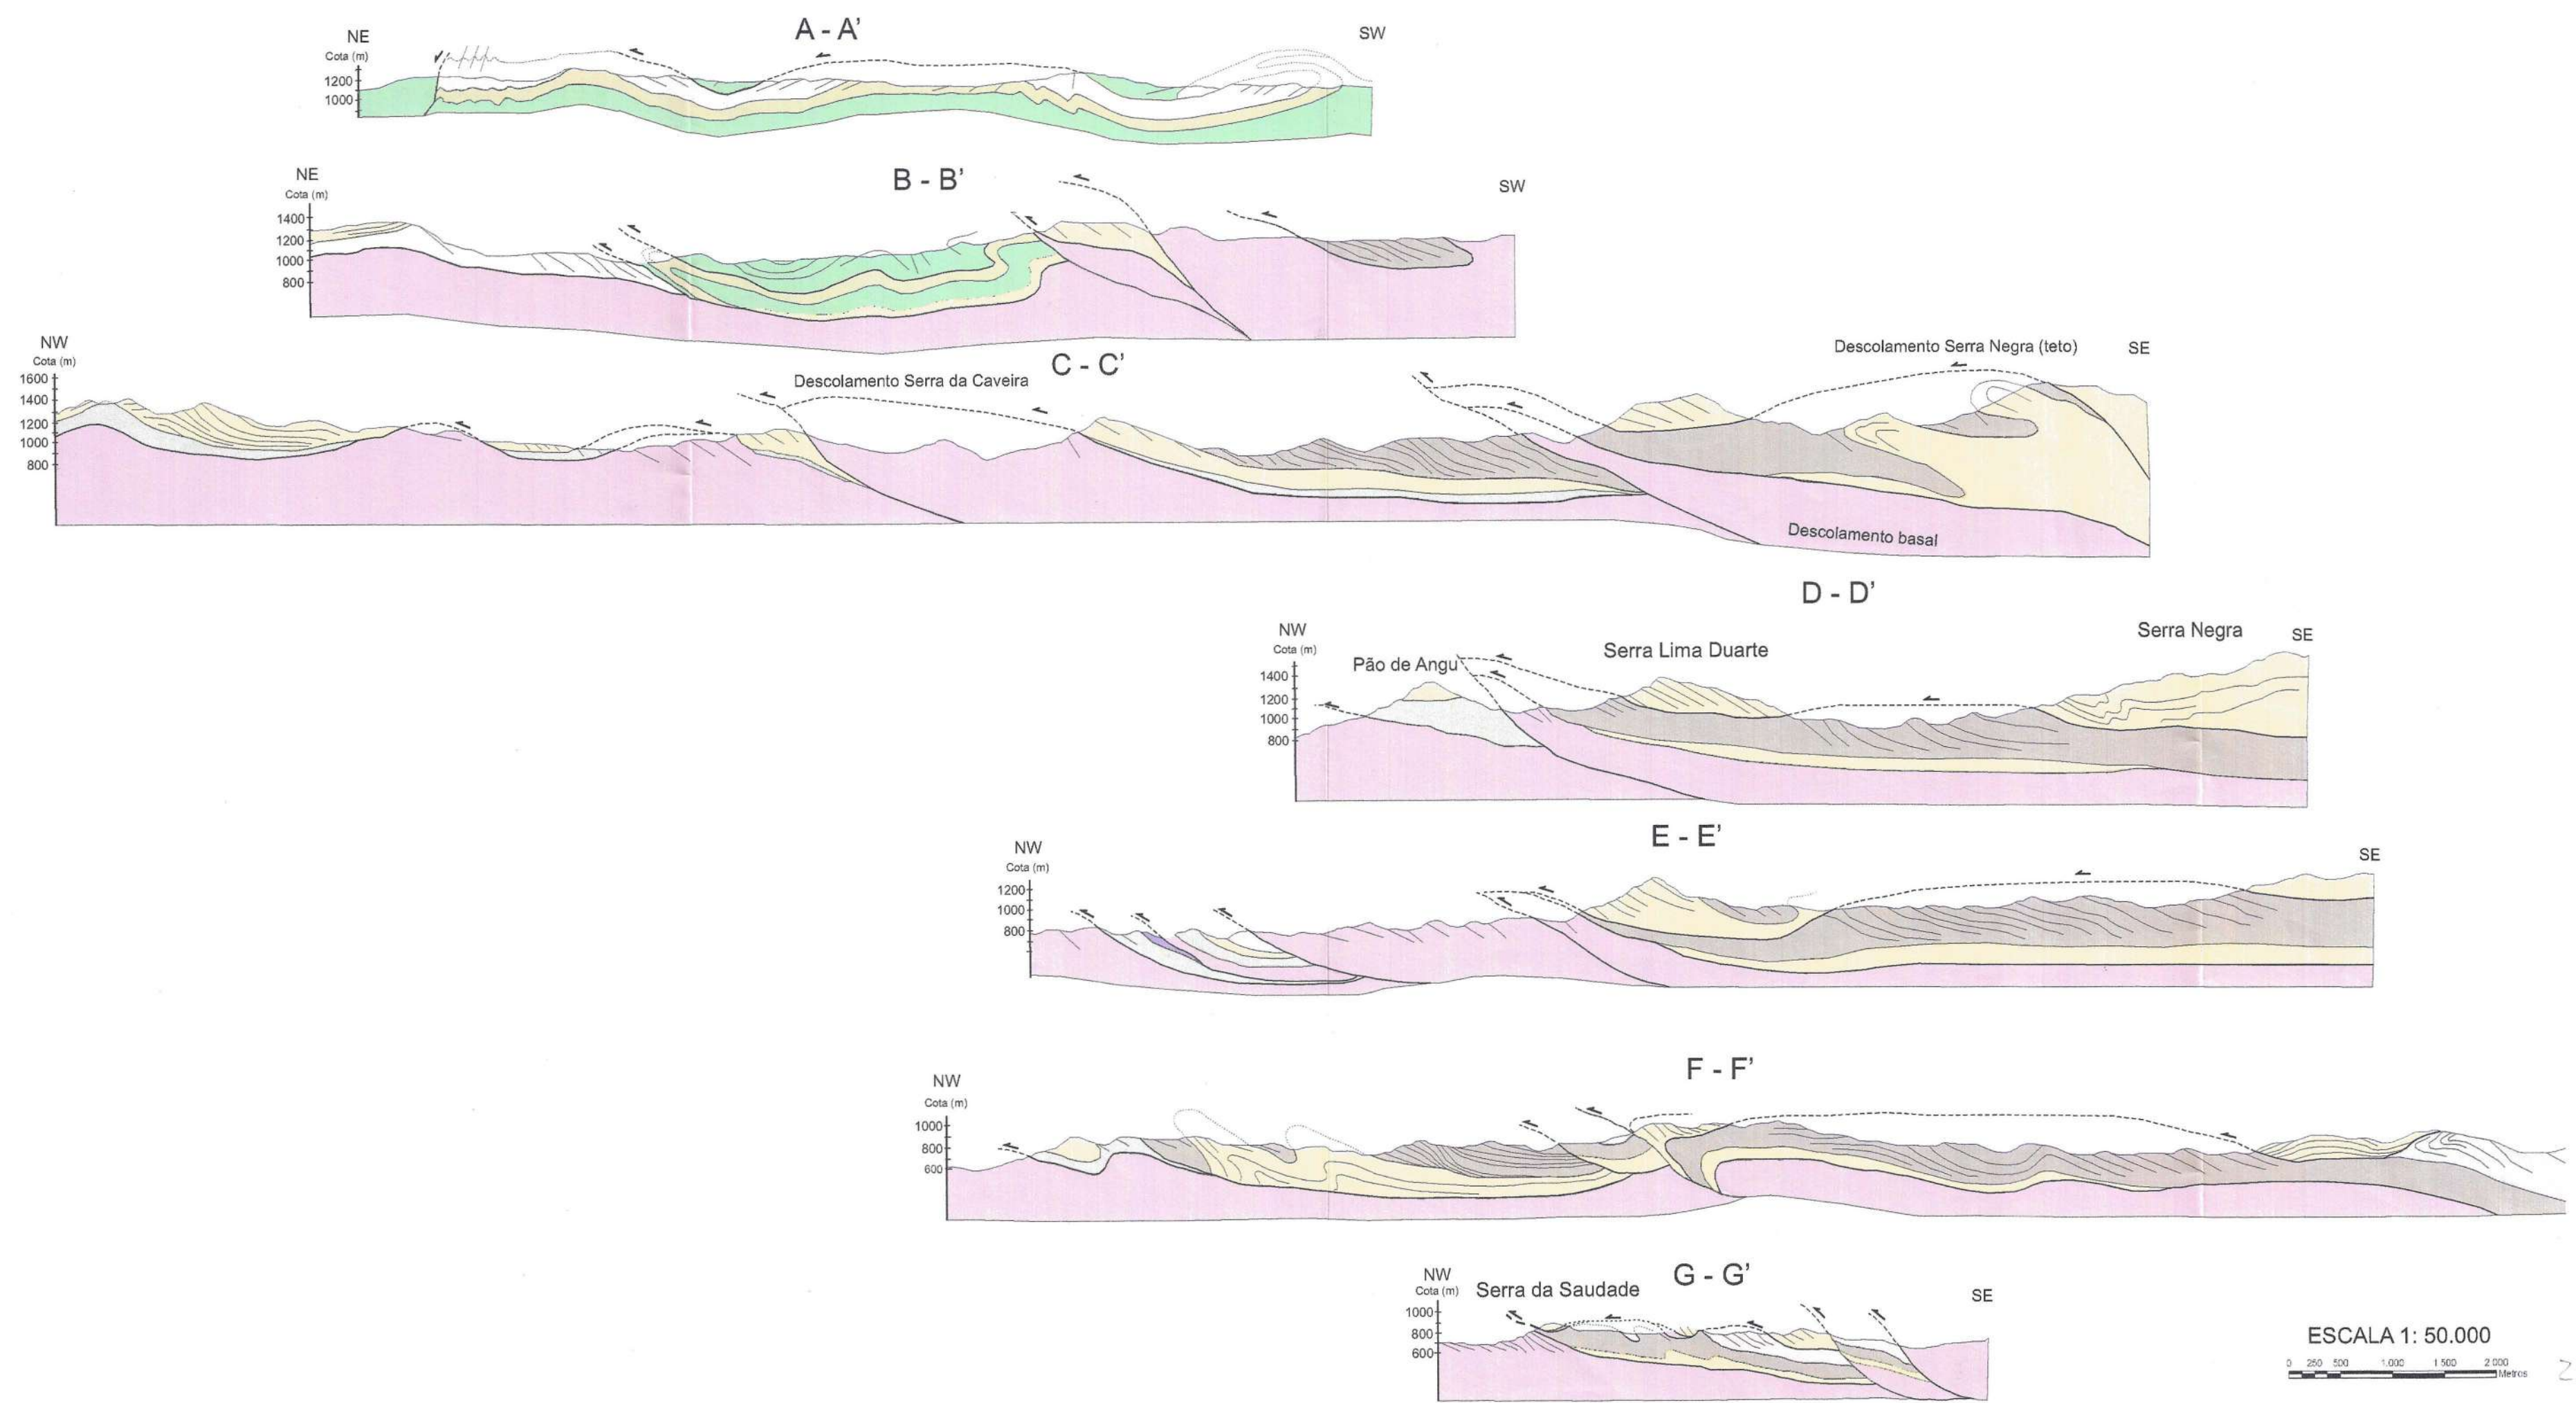 A - A'
NE
SW
Cota (m)
1200
1000
B - B'
NE
SW
Cota (m)
1400
1200
1000
800
C - C'
NW
Cota (m)
Descolamento Serra Negra (teto)
SE
Descolamento Serra da Caveira
1600
1400
1200
1000
800
Descolamento basal
D - D'
NW
Cota (m)
Pão de Angu
Serra Lima Duarte
Serra Negra
SE
1400
1200
1000
800
E - E'
NW
Cota (m)
SE
1200
1000
800
F - F'
NW
Cota (m)
1000
800
600
G - G'
NW
Cota (m)
Serra da Saudade
SE
1000
800
600
ESCALA 1: 50.000
0 250 500 1.000 1 500 2 000
Metros